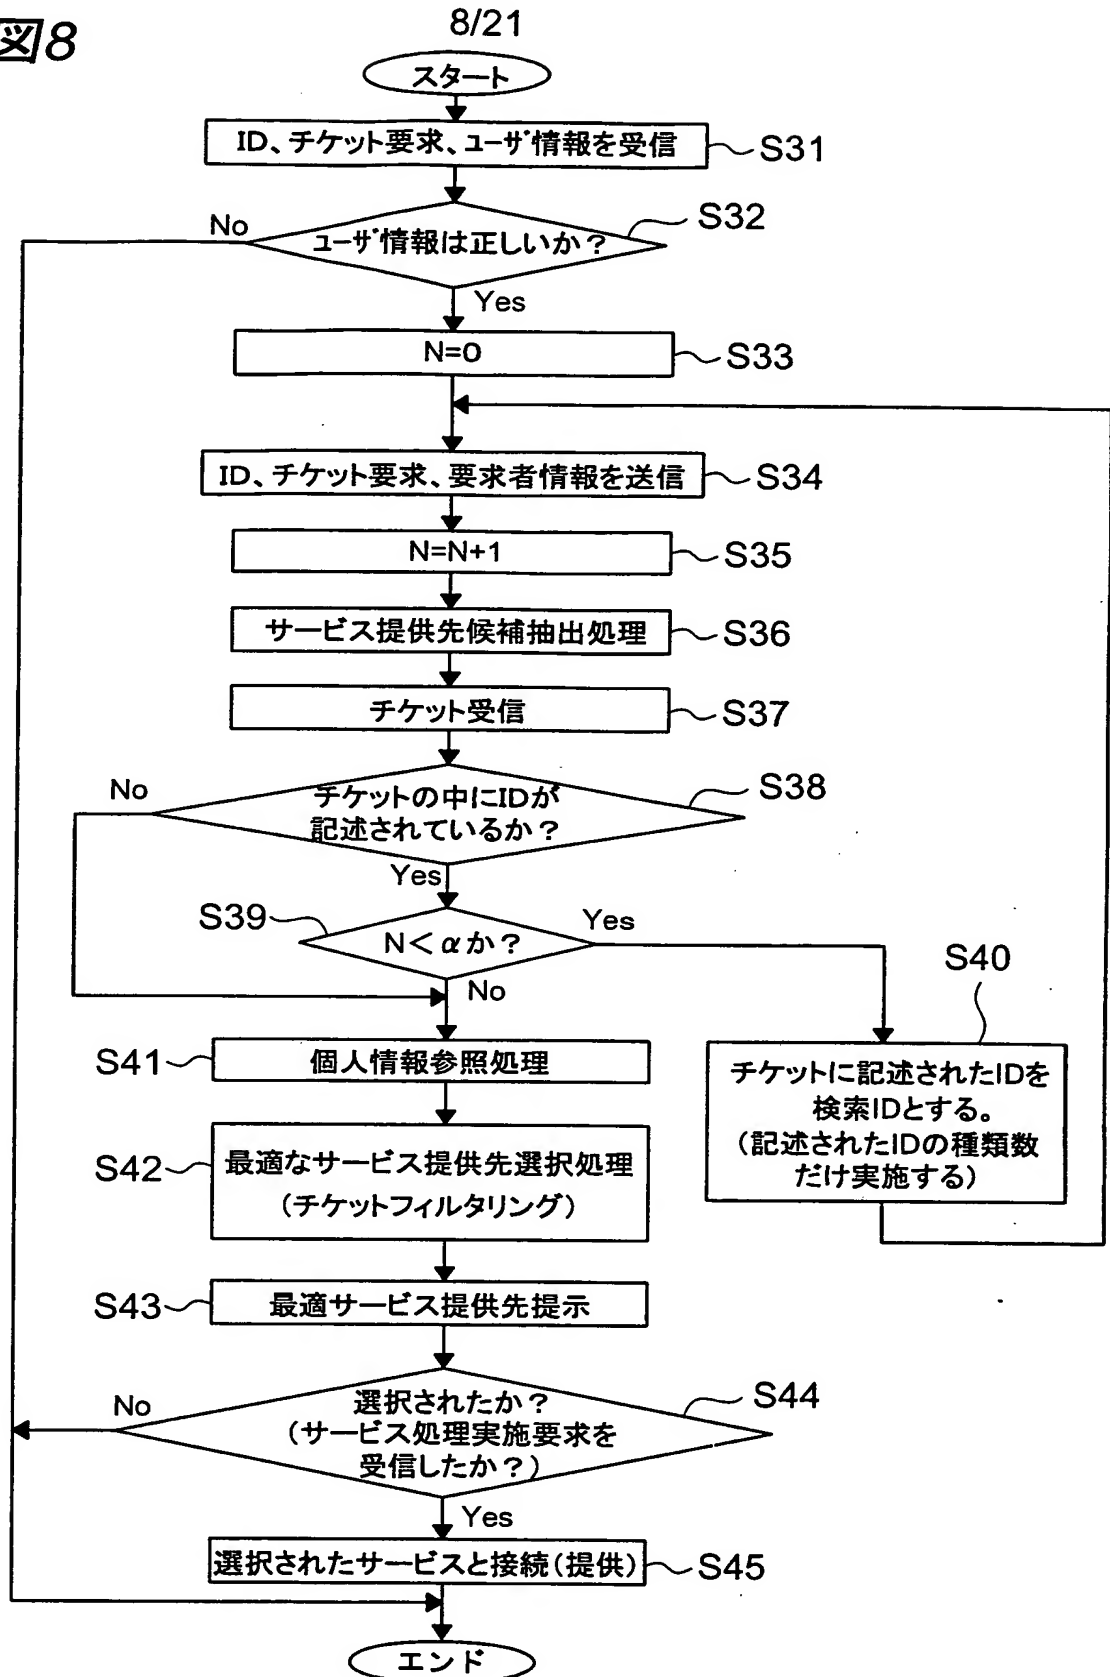 図8
8/21
スタート
ID、チケット要求、ユーザ情報を受信
S31
No
ユーザ情報は正しいか？
S32
Yes
N=0
S33
ID、チケット要求、要求者情報を送信
S34
N=N+1
S35
サービス提供先候補抽出処理
S36
チケット受信
S37
No
チケットの中にIDが
記述されているか？
S38
Yes
S39
N＜αか？
Yes
No
S40
チケットに記述されたIDを
検索IDとする。
（記述されたIDの種類数
だけ実施する）
S41
個人情報参照処理
S42
最適なサービス提供先選択処理
（チケットフィルタリング）
S43
最適サービス提供先提示
No
選択されたか？
（サービス処理実施要求を
受信したか？）
S44
Yes
選択されたサービスと接続（提供）
S45
エンド